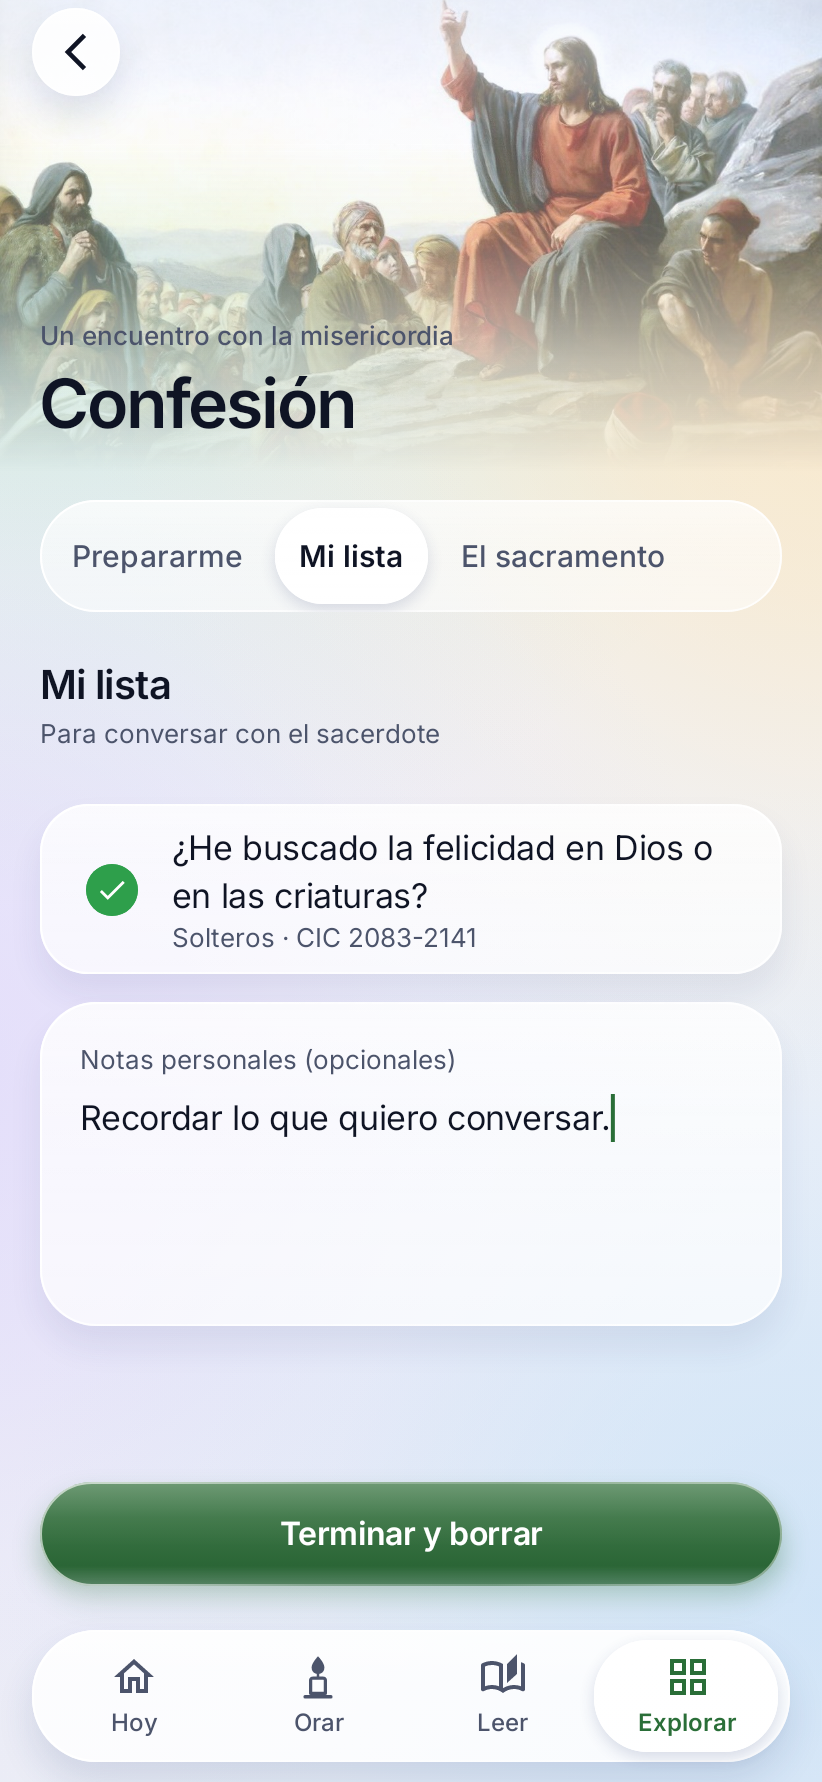 Un encuentro con la misericordia
Confesión
Prepararme
Mi lista
El sacramento
Mi lista
Para conversar con el sacerdote
¿He buscado la felicidad en Dios o
en las criaturas?
Solteros · CIC 2083-2141
Notas personales (opcionales)
Recordar lo que quiero conversar.
Terminar y borrar
Hoy
Orar
Leer
Explorar